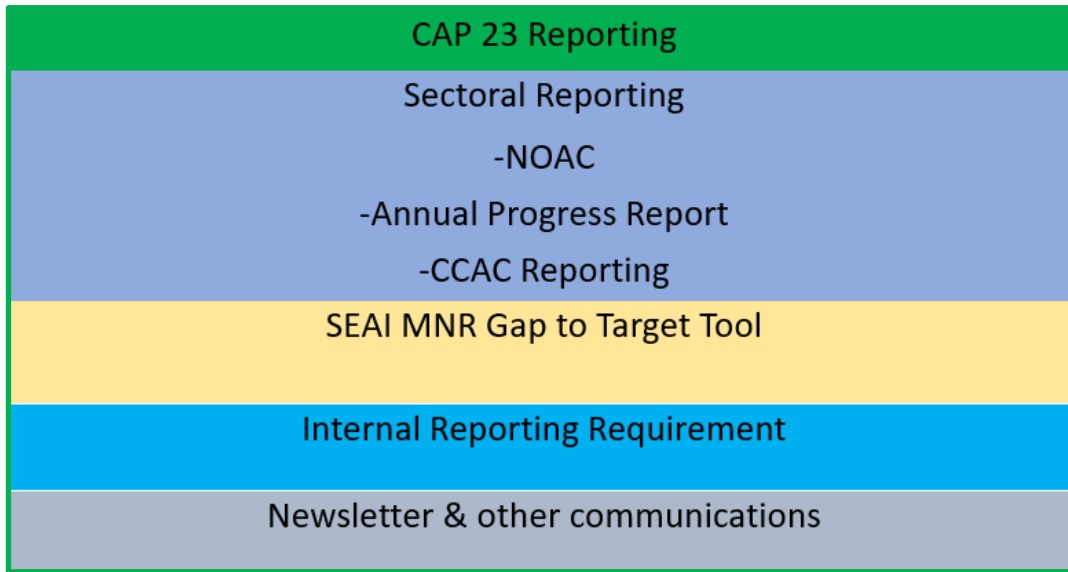 CAP 23 Reporting
Sectoral Reporting
-NOAC
-Annual Progress Report
-CCAC Reporting
SEAI MNR Gap to Target Tool
Internal Reporting Requirement
Newsletter & other communications